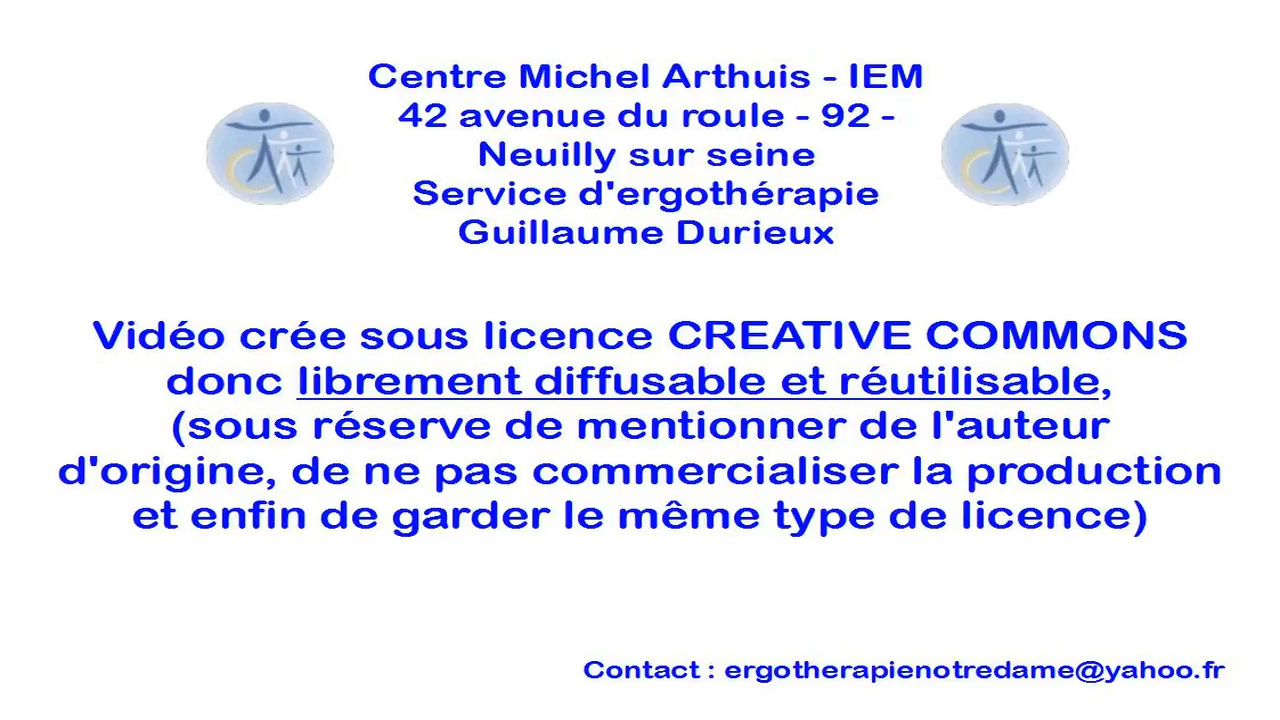 Centre Michel Arthuis - IEM
42 avenue du roule - 92 -
Neuilly sur seine
Service d'ergothérapie
Guillaume Durieux
Vidéo crée sous licence CREATIVE COMMONS
donc librement diffusable et réutilisable,
(sous réserve de mentionner de l'auteur
d'origine, de ne pas commercialiser la production
et enfin de garder le même type de licence)
Contact : ergotherapienotredame@yahoo.fr